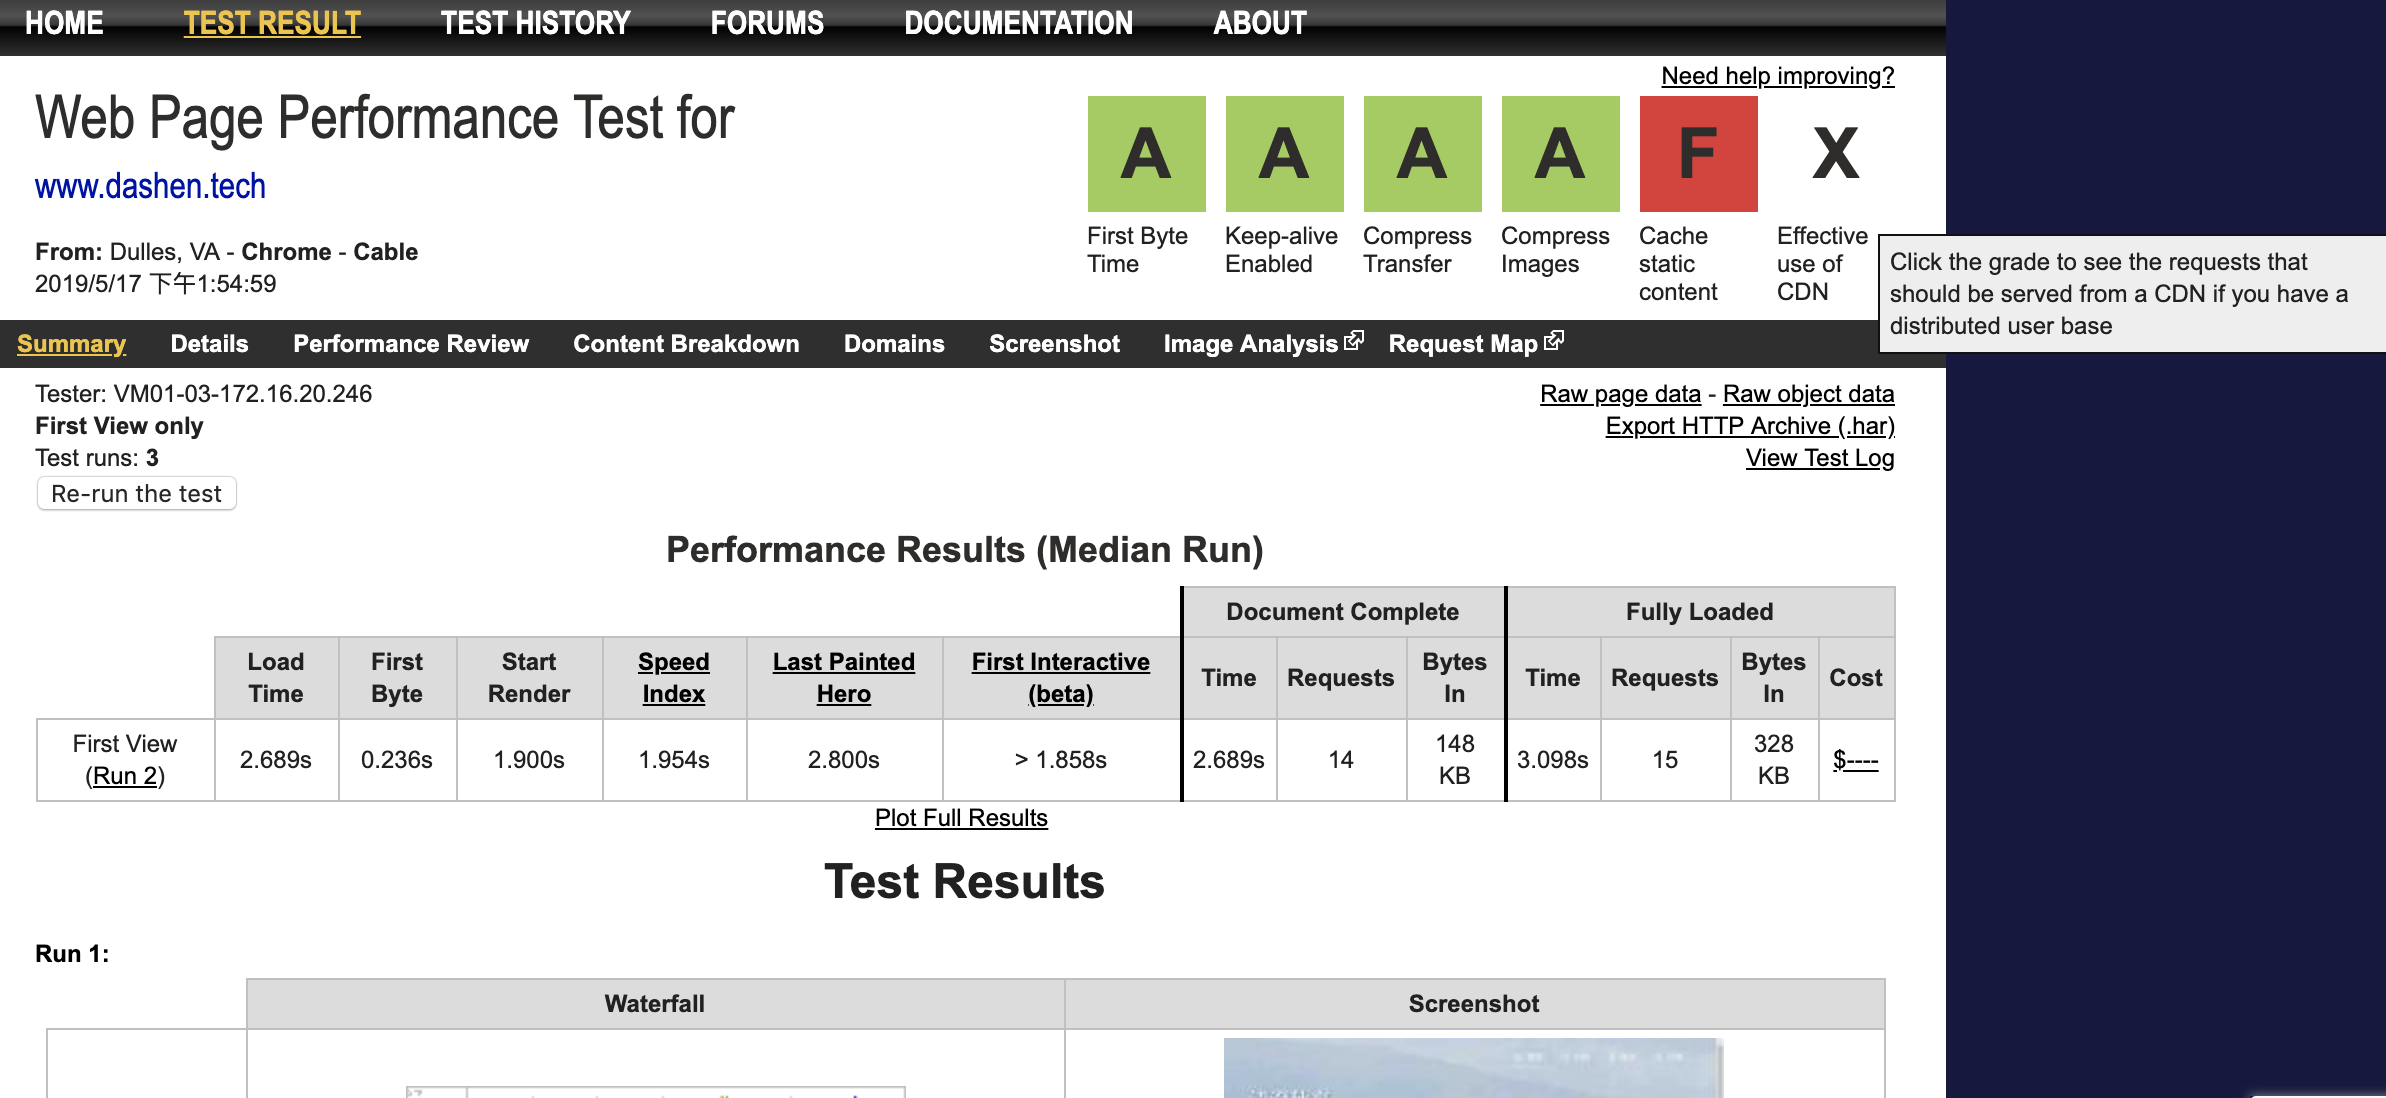 HOME TEST RESULT TEST HISTORY FORUMS DOCUMENTATION ABOUT
Need help improving?
Web Page Performance Test for
www.dashen.tech
From: Dulles, VA - Chrome - Cable
2019/5/17 下午1:54:59
A A A A F X
First Byte Time
Keep-alive Enabled
Compress Transfer
Compress Images
Cache static content
Effective use of CDN
Click the grade to see the requests that
should be served from a CDN if you have a
distributed user base
Summary Details Performance Review Content Breakdown Domains Screenshot Image Analysis Request Map
Tester: VM01-03-172.16.20.246
First View only
Test runs: 3
Re-run the test
Raw page data - Raw object data
Export HTTP Archive (.har)
View Test Log
Performance Results (Median Run)
Document Complete Fully Loaded
Load Time First Byte Start Render Speed Index Last Painted Hero First Interactive (beta) Time Requests Bytes In Time Requests Bytes In Cost
First View (Run 2) 2.689s 0.236s 1.900s 1.954s 2.800s > 1.858s 2.689s 14 148 KB 3.098s 15 328 KB $----
Plot Full Results
Test Results
Run 1:
Waterfall Screenshot